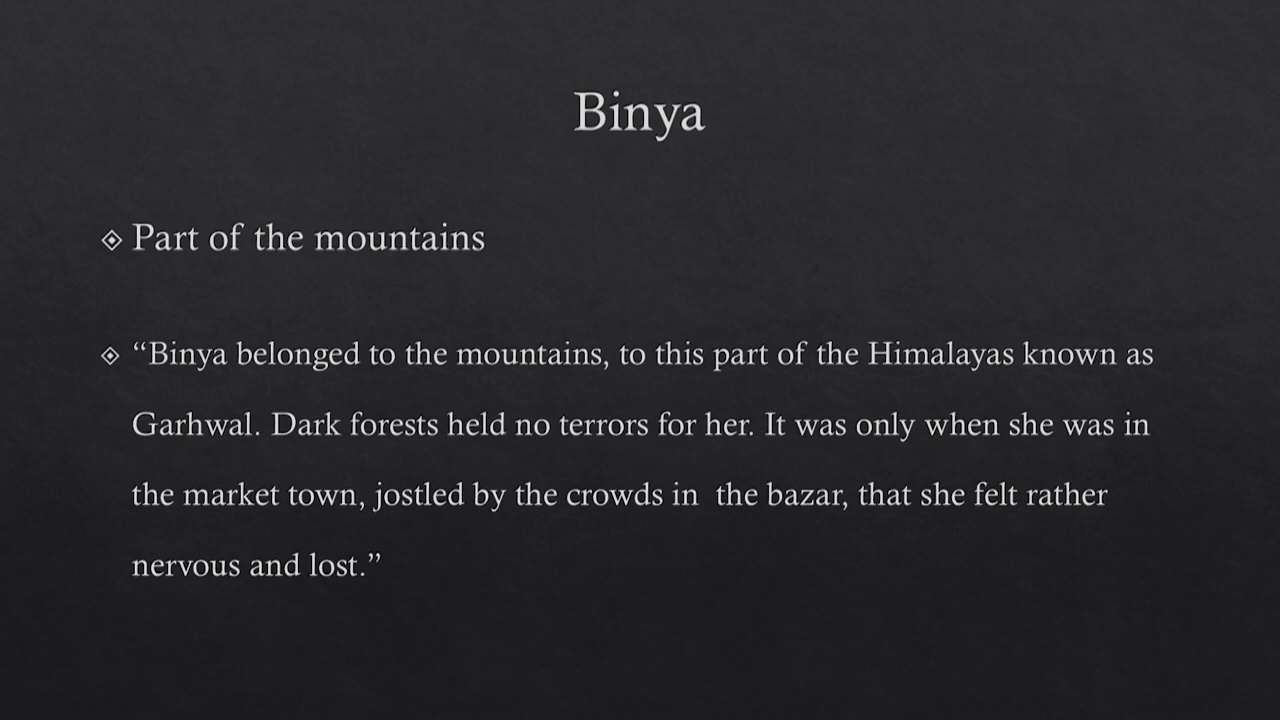 Binya
Part of the mountains
“Binya belonged to the mountains, to this part of the Himalayas known as
Garhwal. Dark forests held no terrors for her. It was only when she was in
the market town, jostled by the crowds in  the bazar, that she felt rather
nervous and lost.”